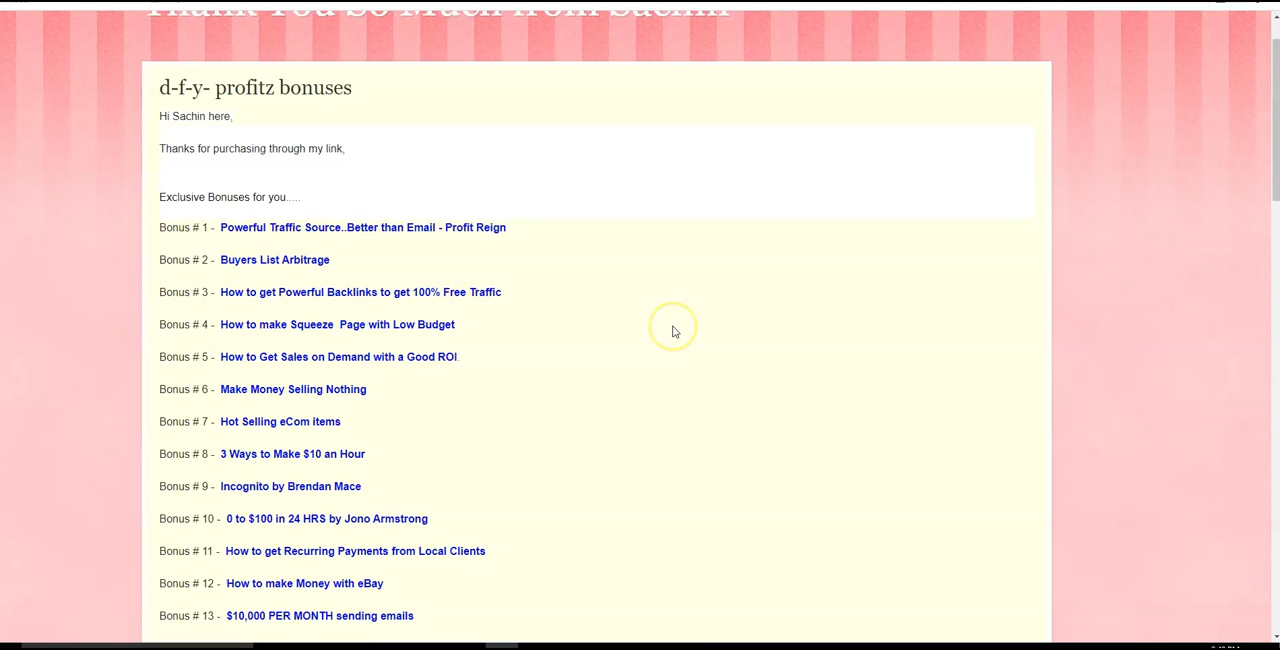 Thank You So Much from Sachin
d-f-y- profitz bonuses
Hi Sachin here,
Thanks for purchasing through my link,
Exclusive Bonuses for you.....
Bonus # 1 - Powerful Traffic Source..Better than Email - Profit Reign
Bonus # 2 - Buyers List Arbitrage
Bonus # 3 - How to get Powerful Backlinks to get 100% Free Traffic
Bonus # 4 - How to make Squeeze Page with Low Budget
Bonus # 5 - How to Get Sales on Demand with a Good ROI.
Bonus # 6 - Make Money Selling Nothing
Bonus # 7 - Hot Selling eCom items
Bonus # 8 - 3 Ways to Make $10 an Hour
Bonus # 9 - Incognito by Brendan Mace
Bonus # 10 - 0 to $100 in 24 HRS by Jono Armstrong
Bonus # 11 - How to get Recurring Payments from Local Clients
Bonus # 12 - How to make Money with eBay
Bonus # 13 - $10,000 PER MONTH sending emails